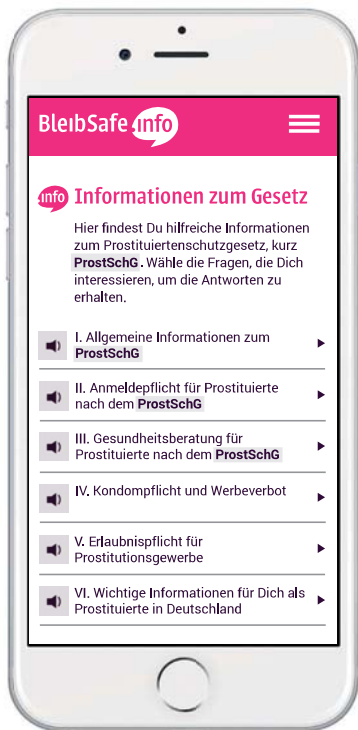 BleibSafe info
info Informationen zum Gesetz
Hier findest Du hilfreiche Informationen
zum Prostituiertenschutzgesetz, kurz
ProstSchG. Wähle die Fragen, die Dich
interessieren, um die Antworten zu
erhalten.
I. Allgemeine Informationen zum
ProstSchG
II. Anmeldepflicht für Prostituierte
nach dem ProstSchG
III. Gesundheitsberatung für
Prostituierte nach dem ProstSchG
IV. Kondompflicht und Werbeverbot
V. Erlaubnispflicht für
Prostitutionsgewerbe
VI. Wichtige Informationen für Dich als
Prostituierte in Deutschland